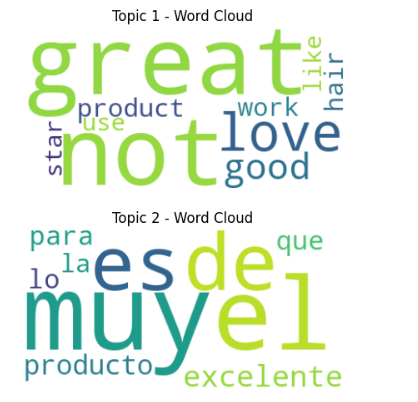 Topic 1 - Word Cloud
great
like
hair
product
work
use
love
star
not
good
Topic 2 - Word Cloud
para
que
la
es
de
lo
muy
el
producto
excelente